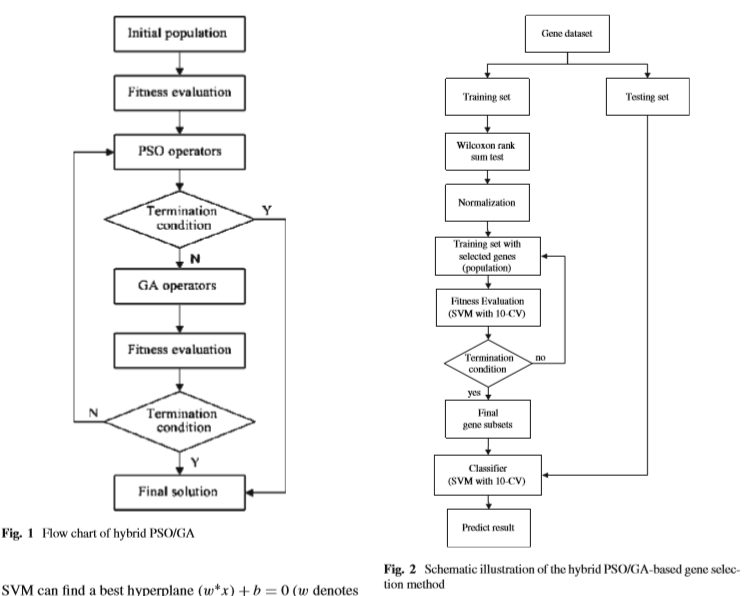 Initial population
Fitness evaluation
PSO operators
Termination
condition
Y
N
GA operators
Fitness evaluation
N
Termination
condition
Y
Final solution
Fig. 1 Flow chart of hybrid PSO/GA
SVM can find a best hyperplane (w*x) + b = 0 (w denotes
Gene dataset
Training set
Testing set
Wilcoxon rank
sum test
Normalization
Training set with
selected genes
(population)
Fitness Evaluation
(SVM with 10-CV)
Termination
condition
no
yes
Final
gene subsets
Classifier
(SVM with 10-CV)
Predict result
Fig. 2 Schematic illustration of the hybrid PSO/GA-based gene selec-
tion method